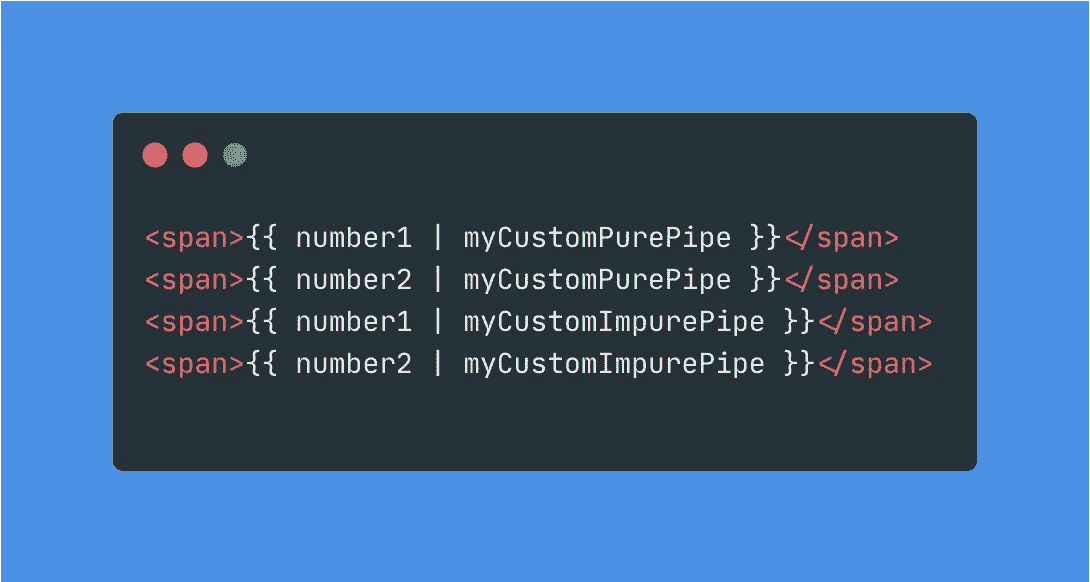 <span>{{ number1 | myCustomPurePipe }}</span>
<span>{{ number2 | myCustomPurePipe }}</span>
<span>{{ number1 | myCustomImpurePipe }}</span>
<span>{{ number2 | myCustomImpurePipe }}</span>